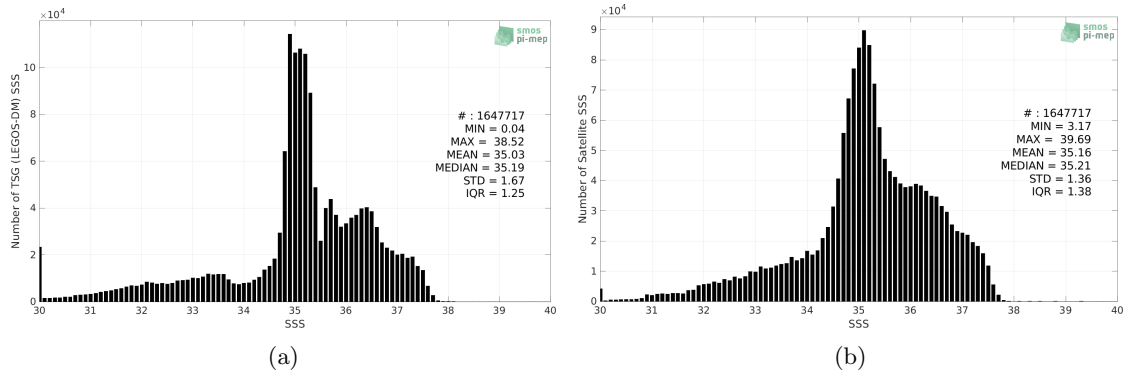 ×10⁴
smos
pi-mep
Number of TSG (LEGOS-DM) SSS
10
8
6
4
2
0
# : 1647717
MIN = 0.04
MAX = 38.52
MEAN = 35.03
MEDIAN = 35.19
STD = 1.67
IQR = 1.25
30 31 32 33 34 35 36 37 38 39 40
SSS
(a)
×10⁴
smos
pi-mep
Number of Satellite SSS
9
8
7
6
5
4
3
2
1
0
# : 1647717
MIN = 3.17
MAX = 39.69
MEAN = 35.16
MEDIAN = 35.21
STD = 1.36
IQR = 1.38
30 31 32 33 34 35 36 37 38 39 40
SSS
(b)